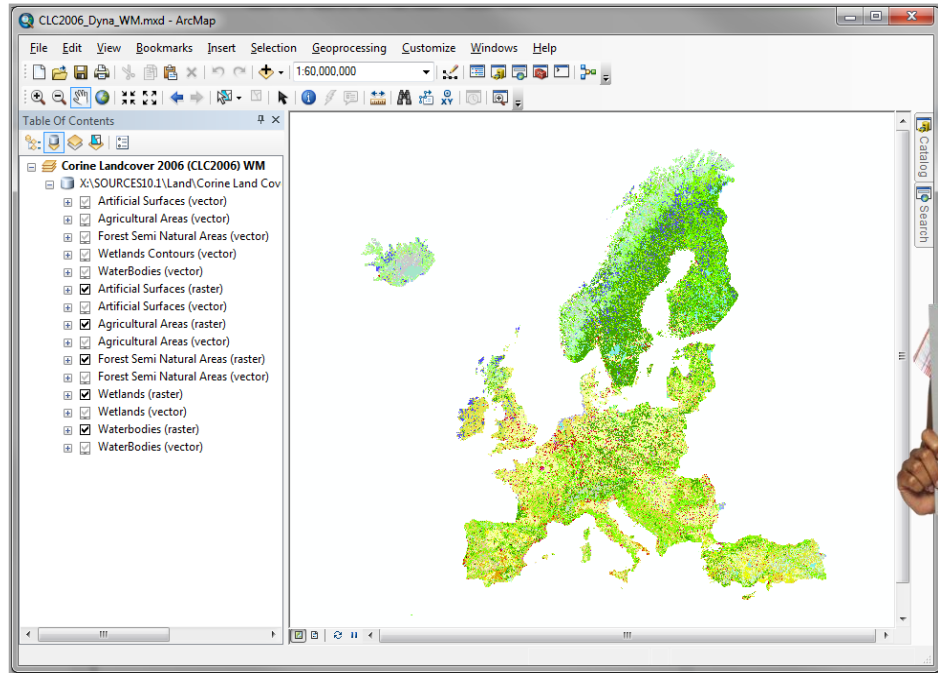 CLC2006_Dyna_WM.mxd - ArcMap
File Edit View Bookmarks Insert Selection Geoprocessing Customize Windows Help
1:60,000,000
Table Of Contents
Corine Landcover 2006 (CLC2006) WM
X:\SOURCES10.1\Land\Corine Land Cov
Artificial Surfaces (vector)
Agricultural Areas (vector)
Forest Semi Natural Areas (vector)
Wetlands Contours (vector)
WaterBodies (vector)
Artificial Surfaces (raster)
Artificial Surfaces (vector)
Agricultural Areas (raster)
Agricultural Areas (vector)
Forest Semi Natural Areas (raster)
Forest Semi Natural Areas (vector)
Wetlands (raster)
Wetlands (vector)
Waterbodies (raster)
WaterBodies (vector)
Catalog
Search